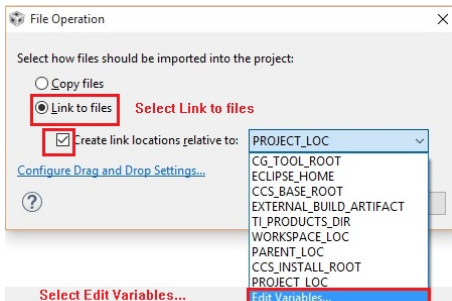 File Operation
Select how files should be imported into the project:
Copy files
Link to files Select Link to files
Create link locations relative to: PROJECT_LOC
CG_TOOL_ROOT
Configure Drag and Drop Settings... ECLIPSE_HOME
CCS_BASE_ROOT
EXTERNAL_BUILD_ARTIFACT
TI_PRODUCTS_DIR
WORKSPACE_LOC
PARENT_LOC
CCS_INSTALL_ROOT
PROJECT_LOC
Select Edit Variables... Edit Variables...